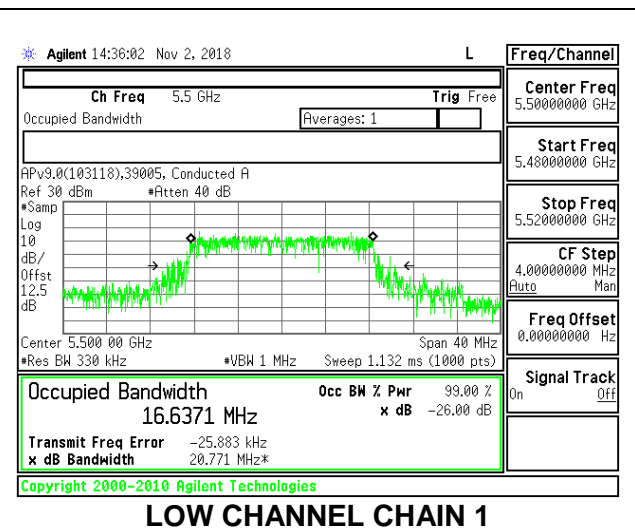 Agilent 14:36:02 Nov 2, 2018 L Freq/Channel
Ch Freq 5.5 GHz Trig Free
Occupied Bandwidth Averages: 1
Center Freq
5.50000000 GHz
Start Freq
5.48000000 GHz
APv9.0(103118),39005, Conducted A
Ref 30 dBm #Atten 40 dB
#Samp
Log
10
dB/
Offst
12.5
dB
Stop Freq
5.52000000 GHz
CF Step
4.00000000 MHz
Auto Man
Freq Offset
0.00000000 Hz
Center 5.500 00 GHz Span 40 MHz
#Res BW 330 kHz #VBW 1 MHz Sweep 1.132 ms (1000 pts)
Signal Track
On Off
Occupied Bandwidth Occ BW % Pwr 99.00 %
16.6371 MHz x dB -26.00 dB
Transmit Freq Error -25.883 kHz
x dB Bandwidth 20.771 MHz*
Copyright 2000-2010 Agilent Technologies
LOW CHANNEL CHAIN 1